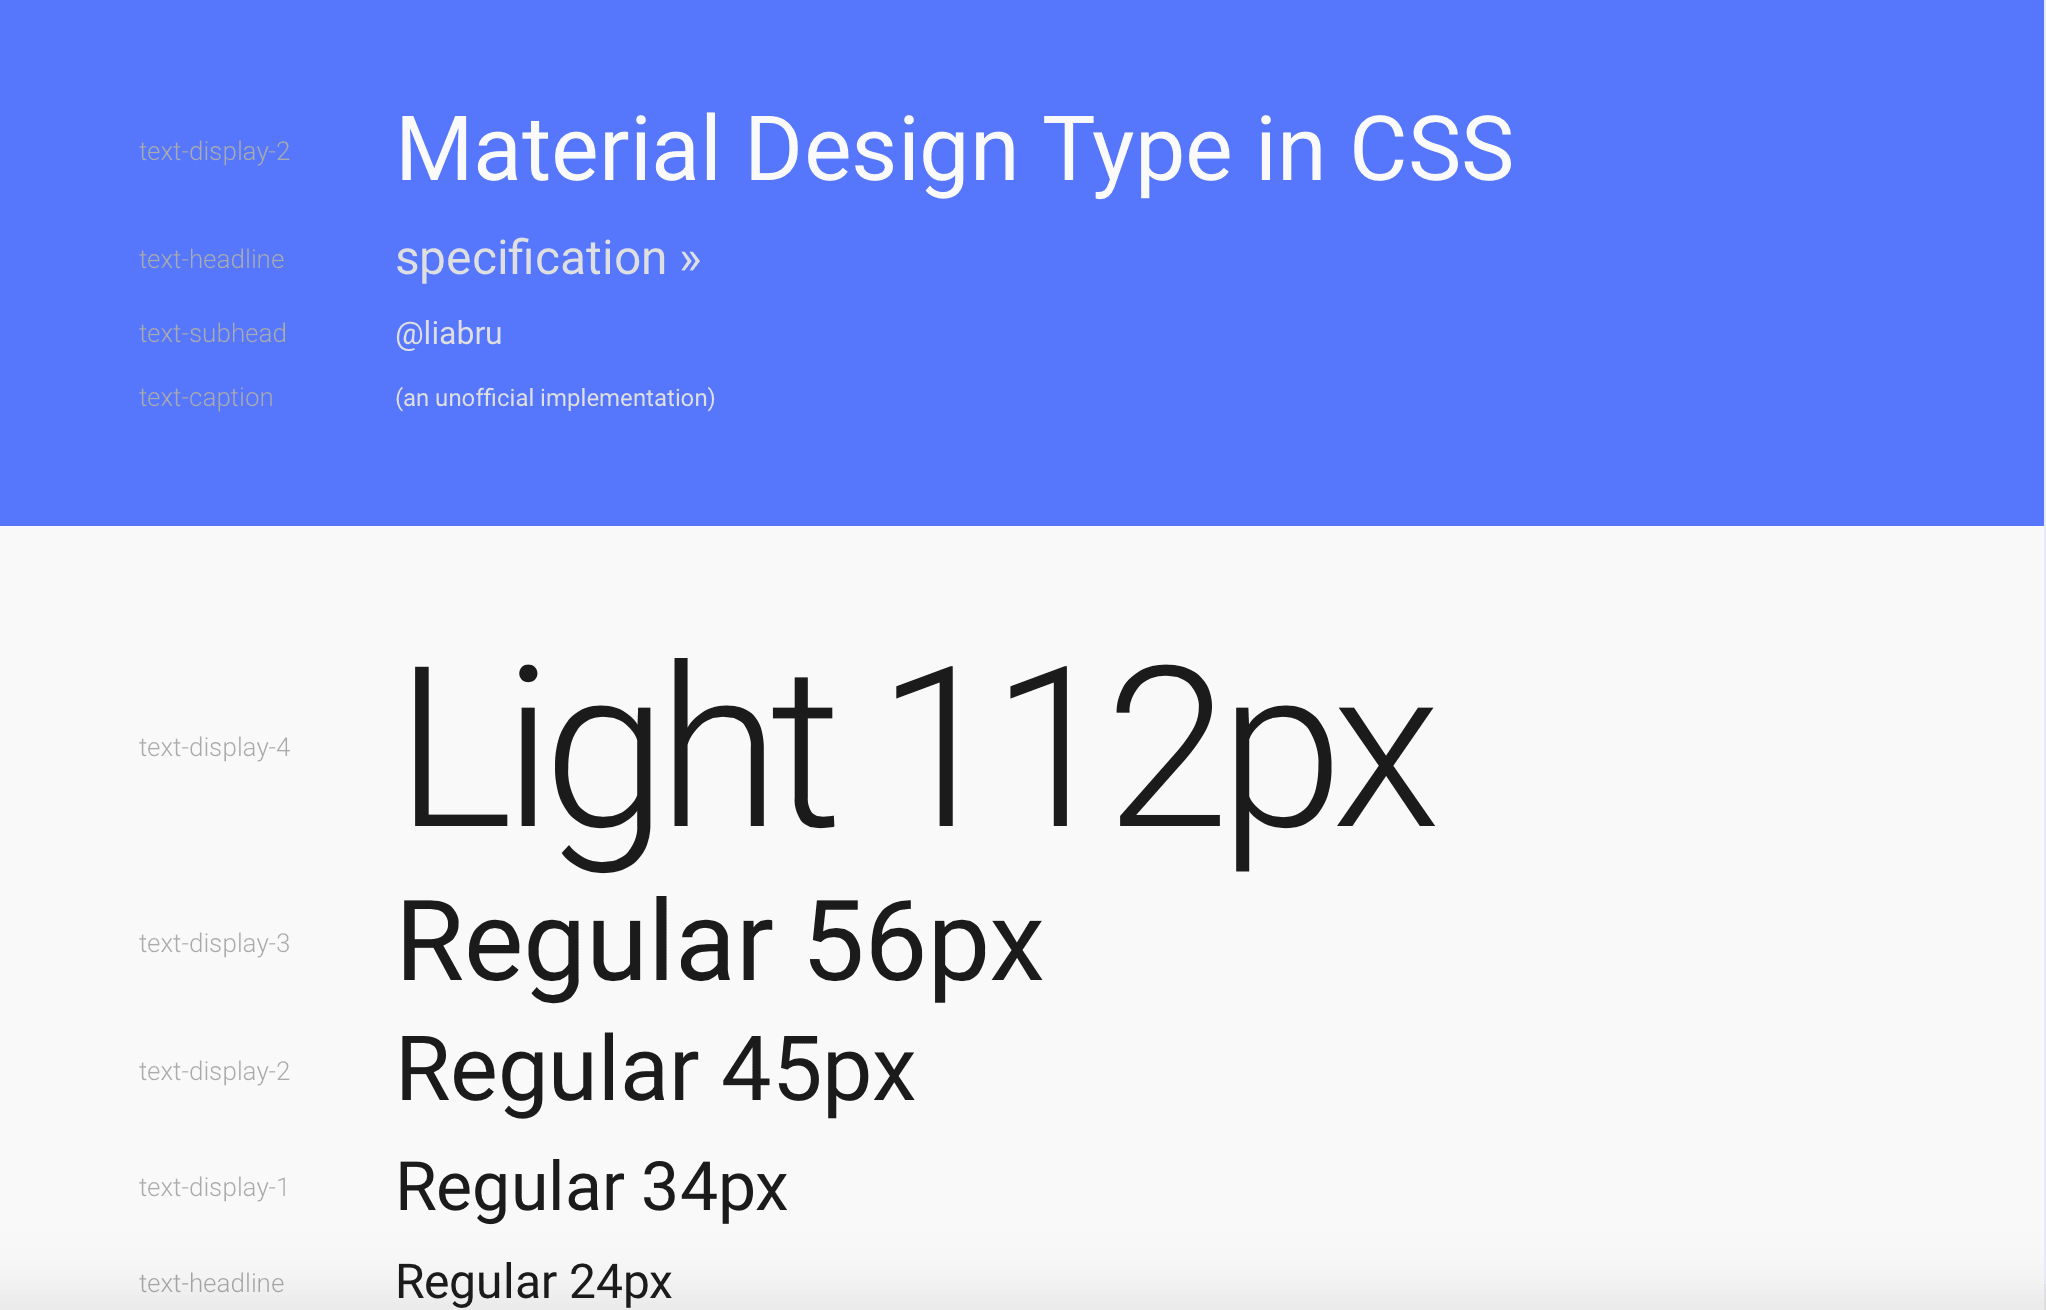 text-display-2 Material Design Type in CSS
text-headline specification »
text-subhead @liabru
text-caption (an unofficial implementation)
text-display-4 Light 112px
text-display-3 Regular 56px
text-display-2 Regular 45px
text-display-1 Regular 34px
text-headline Regular 24px